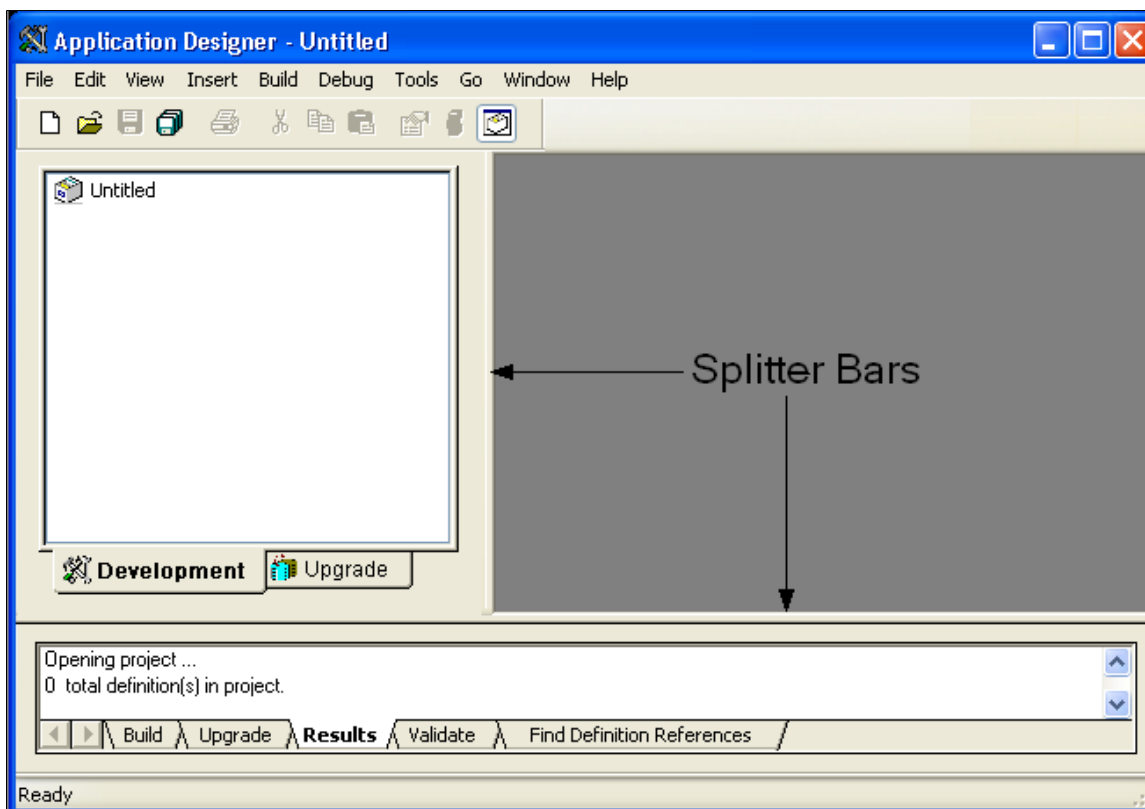 Application Designer - Untitled
File Edit View Insert Build Debug Tools Go Window Help
Untitled
Splitter Bars
Development Upgrade
Opening project ...
0 total definition(s) in project.
Build Upgrade Results Validate Find Definition References
Ready